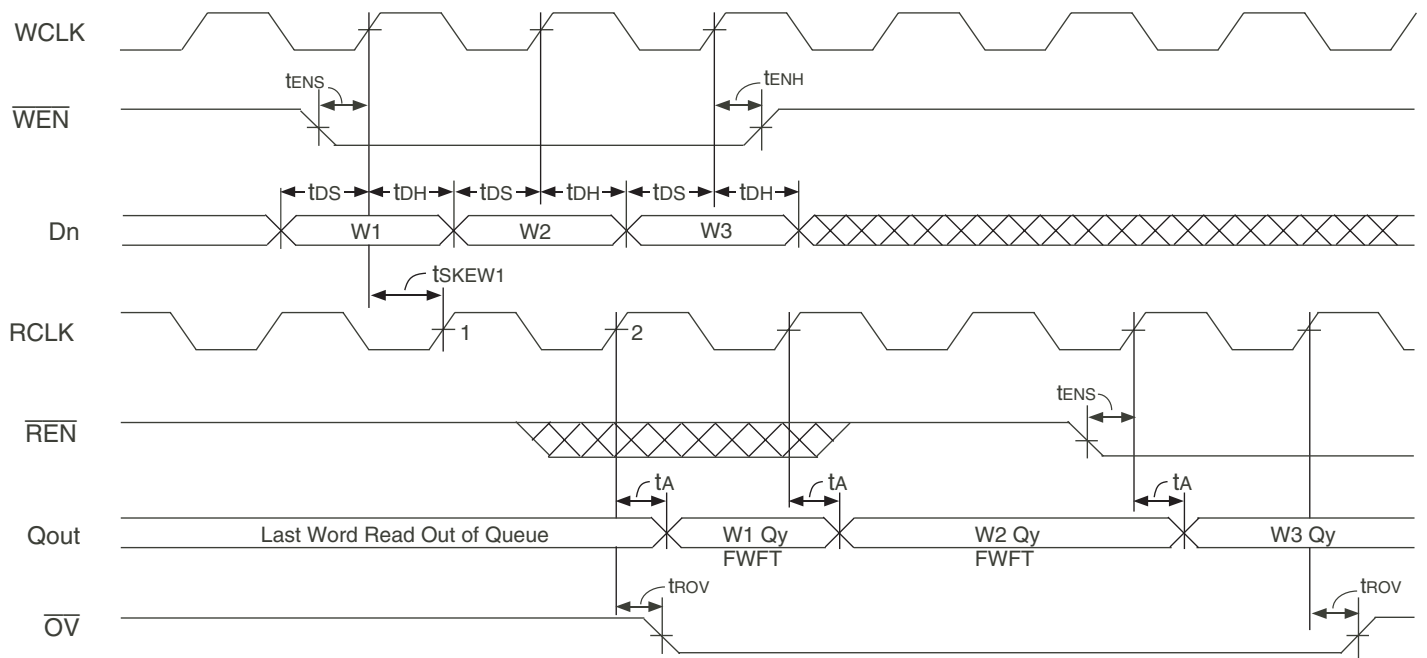 WCLK
tENS
tENH
WEN
tDS tDH tDS tDH tDS tDH
Dn
W1 W2 W3
tSKEW1
RCLK
1 2
tENS
REN
tA tA tA
Qout
Last Word Read Out of Queue W1 Qy W2 Qy W3 Qy
FWFT FWFT
tROV tROV
OV